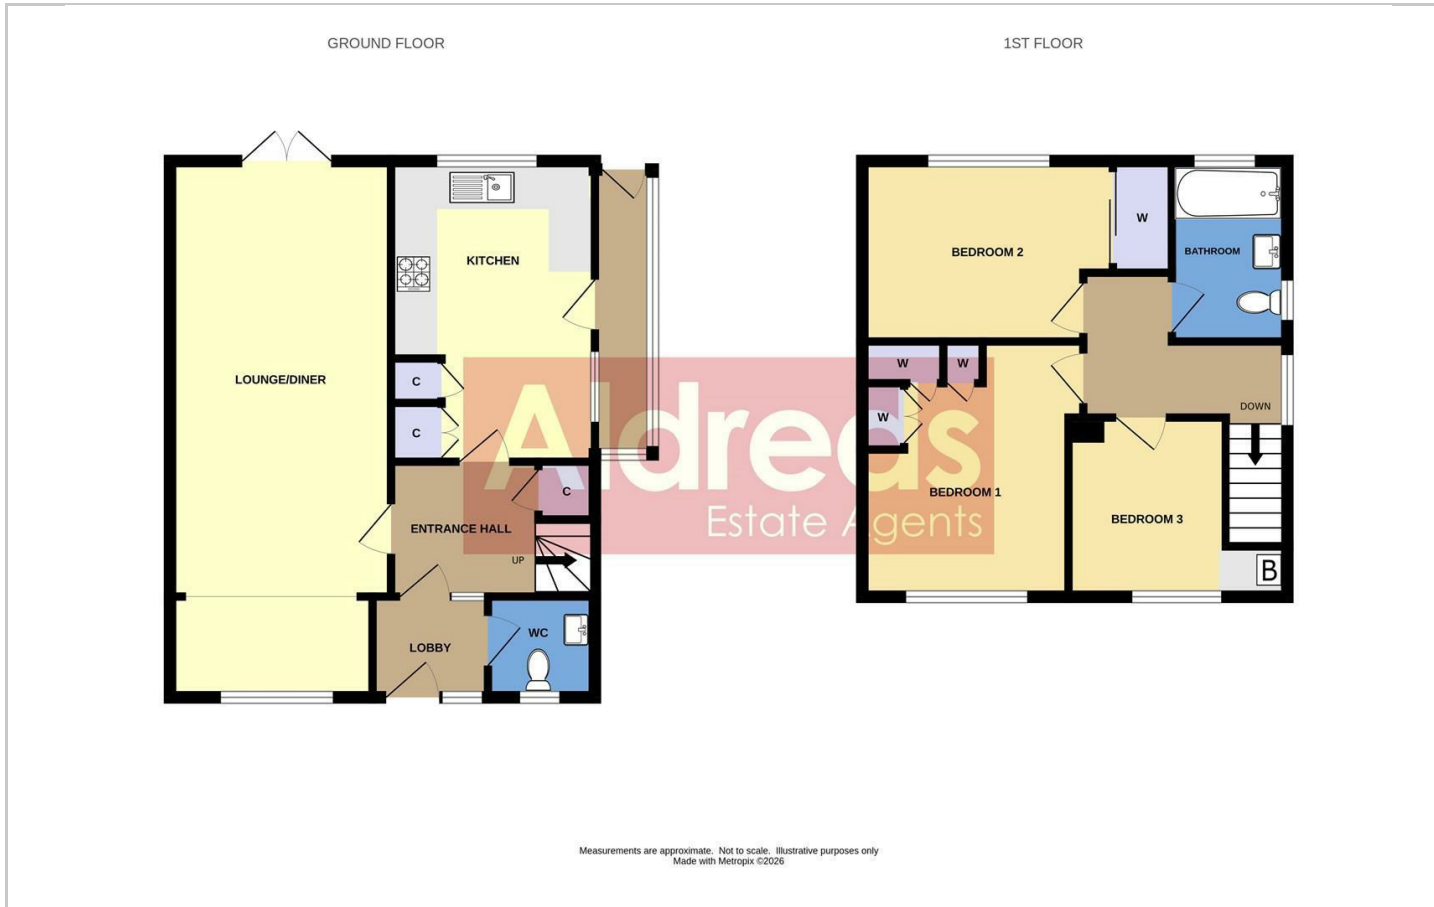 GROUND FLOOR
1ST FLOOR
KITCHEN
LOUNGE/DINER
C
C
C
ENTRANCE HALL
UP
LOBBY
WC
BEDROOM 2
W
BATHROOM
W
W
W
DOWN
BEDROOM 1
BEDROOM 3
B
Aldreds
Estate Agents
Measurements are approximate. Not to scale. Illustrative purposes only
Made with Metropix ©2026